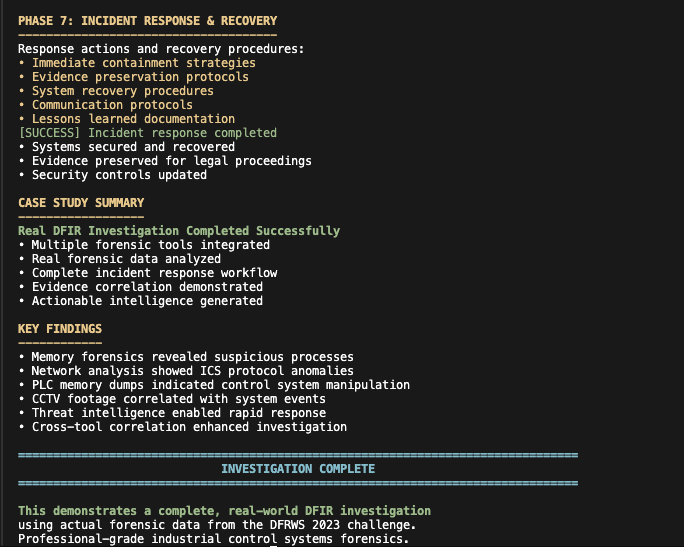 PHASE 7: INCIDENT RESPONSE & RECOVERY
Response actions and recovery procedures:
• Immediate containment strategies
• Evidence preservation protocols
• System recovery procedures
• Communication protocols
• Lessons learned documentation
[SUCCESS] Incident response completed
• Systems secured and recovered
• Evidence preserved for legal proceedings
• Security controls updated
CASE STUDY SUMMARY
Real DFIR Investigation Completed Successfully
• Multiple forensic tools integrated
• Real forensic data analyzed
• Complete incident response workflow
• Evidence correlation demonstrated
• Actionable intelligence generated
KEY FINDINGS
• Memory forensics revealed suspicious processes
• Network analysis showed ICS protocol anomalies
• PLC memory dumps indicated control system manipulation
• CCTV footage correlated with system events
• Threat intelligence enabled rapid response
• Cross-tool correlation enhanced investigation
INVESTIGATION COMPLETE
This demonstrates a complete, real-world DFIR investigation
using actual forensic data from the DFRWS 2023 challenge.
Professional-grade industrial control systems forensics.